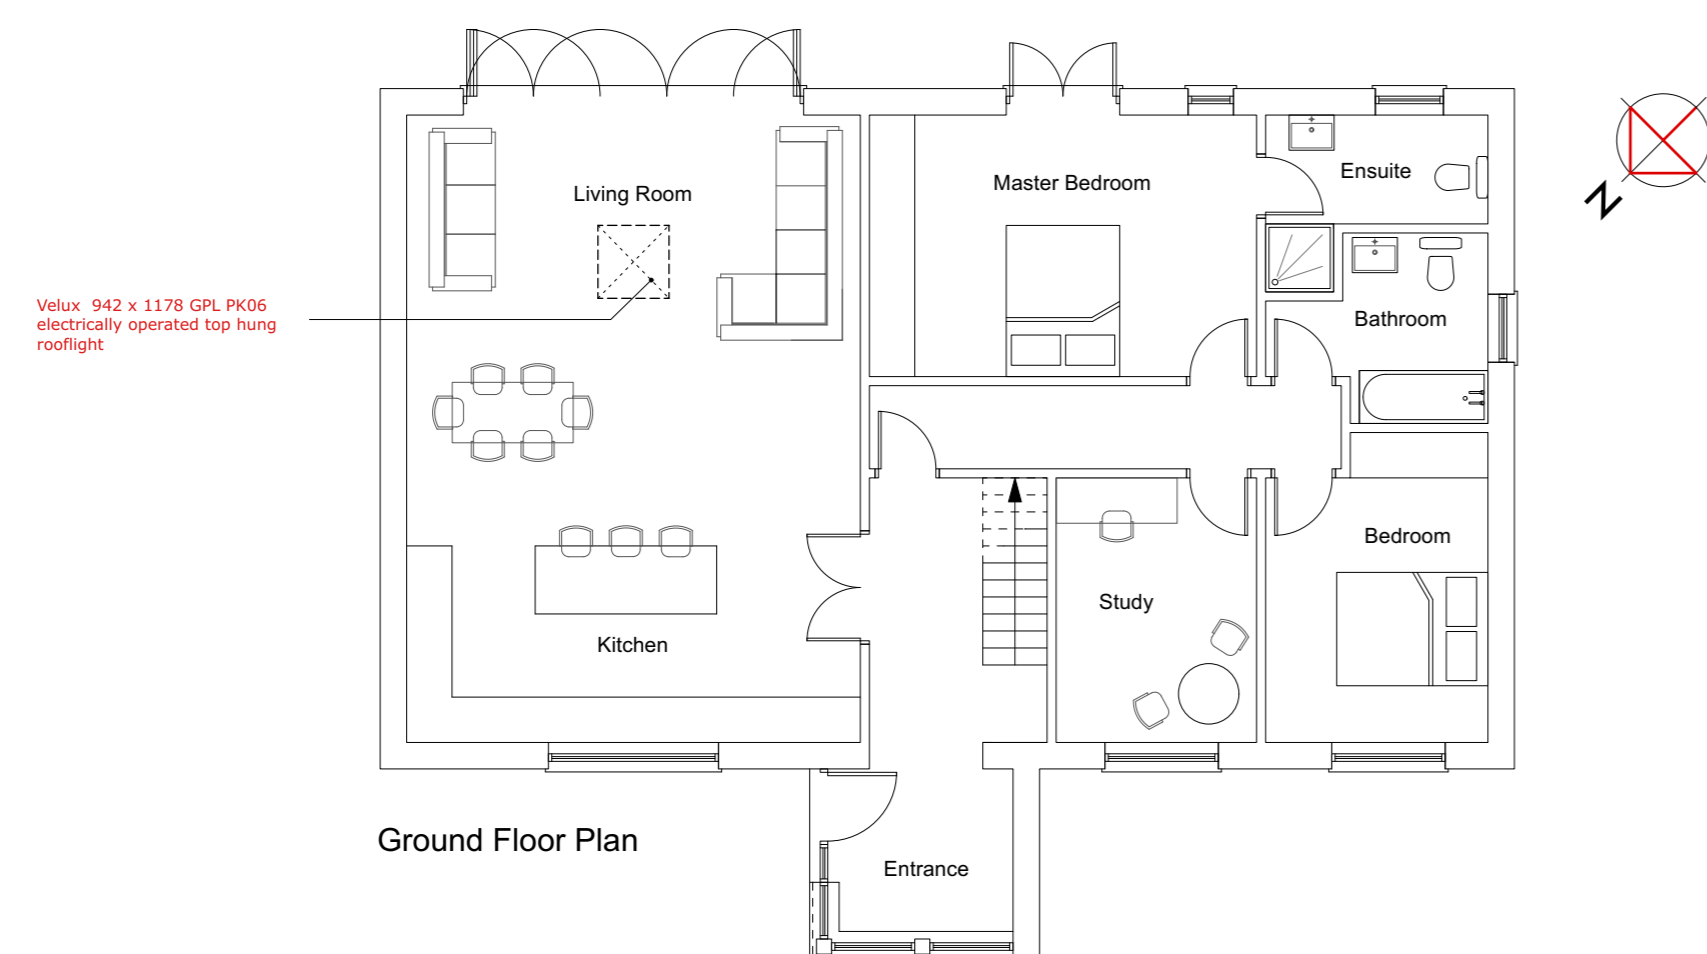 Living Room
Master Bedroom
Ensuite
N
Velux 942 x 1178 GPL PK06
electrically operated top hung
rooflight
Bathroom
Bedroom
Study
Kitchen
Ground Floor Plan
Entrance